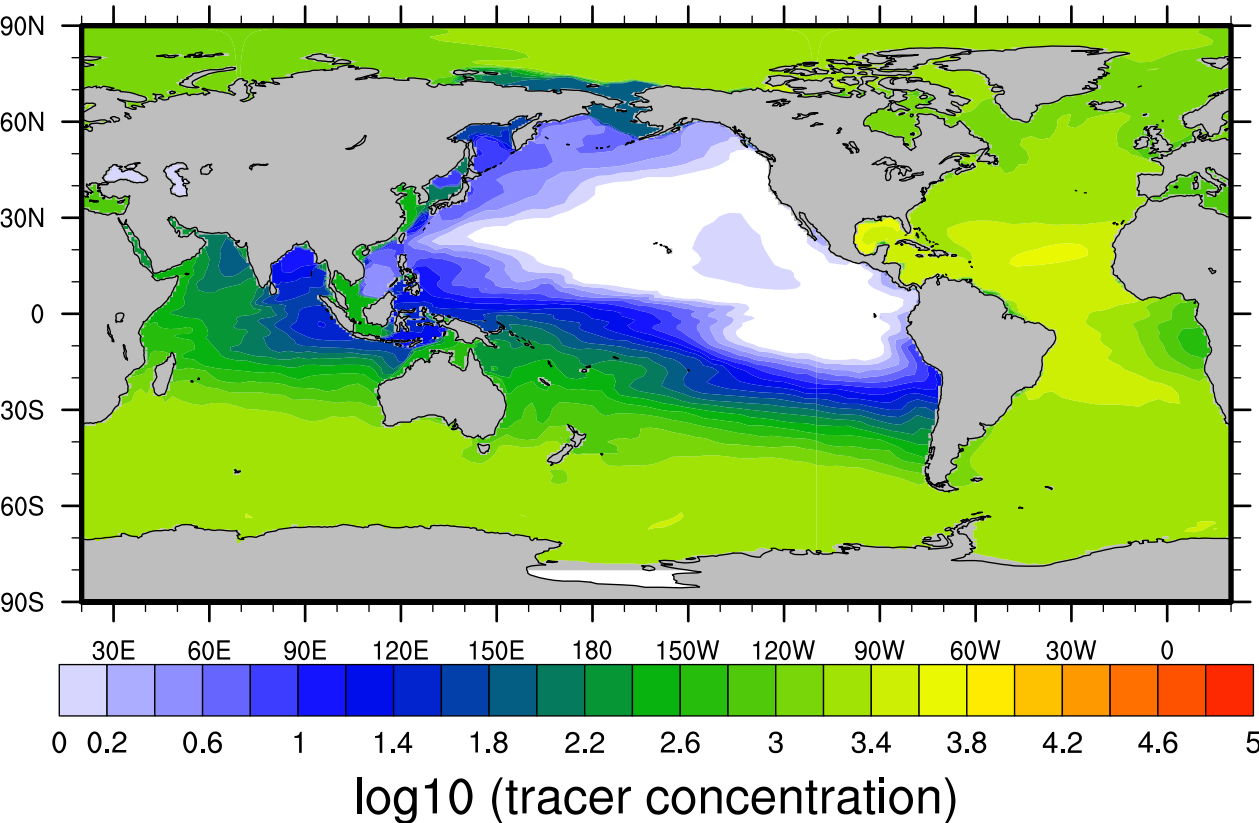 90N
60N
30N
0
30S
60S
90S
30E 60E 90E 120E 150E 180 150W 120W 90W 60W 30W 0
0 0.2 0.6 1 1.4 1.8 2.2 2.6 3 3.4 3.8 4.2 4.6 5
log10 (tracer concentration)